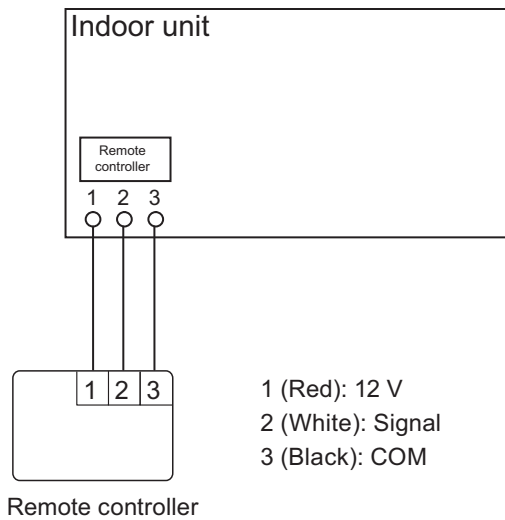 Indoor unit
Remote
controller
1 2 3
1 2 3
1 (Red): 12 V
2 (White): Signal
3 (Black): COM
Remote controller